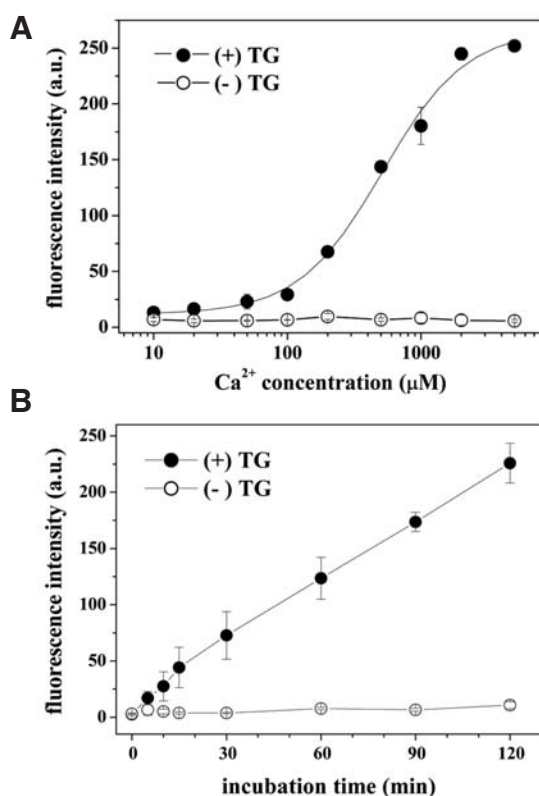 A
(+) TG
(-) TG
250
200
150
100
50
0
fluorescence intensity (a.u.)
10 100 1000
Ca²⁺ concentration (μM)
B
(+) TG
(-) TG
250
200
150
100
50
0
fluorescence intensity (a.u.)
0 30 60 90 120
incubation time (min)